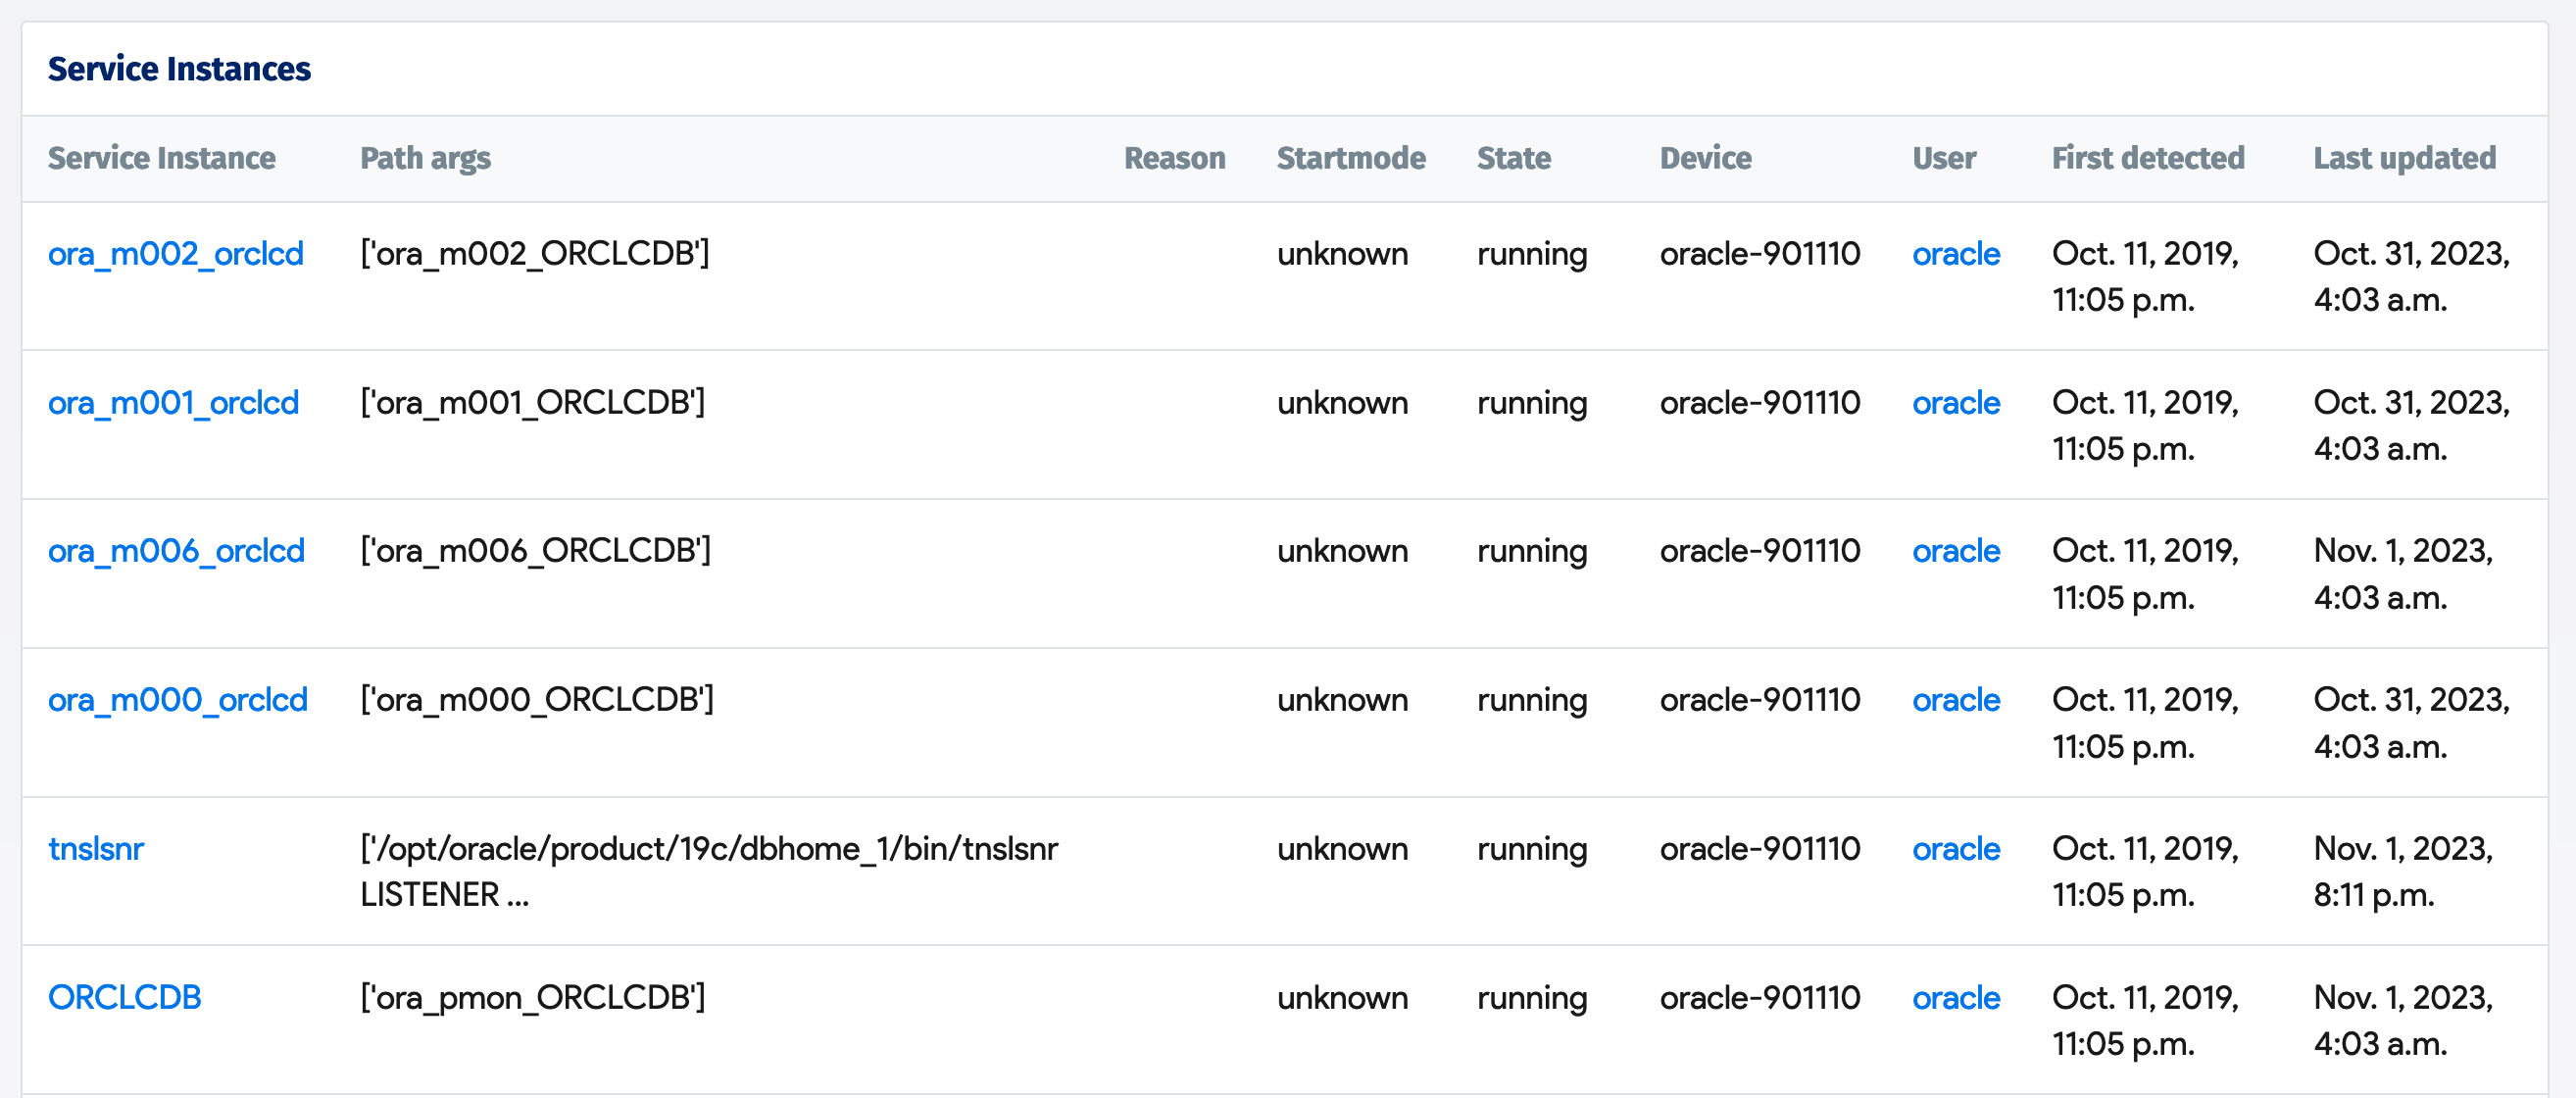 Service Instances
Service Instance Path args Reason Startmode State Device User First detected Last updated
ora_m002_orclcd ['ora_m002_ORCLCDB'] unknown running oracle-901110 oracle Oct. 11, 2019, Oct. 31, 2023,
11:05 p.m. 4:03 a.m.
ora_m001_orclcd ['ora_m001_ORCLCDB'] unknown running oracle-901110 oracle Oct. 11, 2019, Oct. 31, 2023,
11:05 p.m. 4:03 a.m.
ora_m006_orclcd ['ora_m006_ORCLCDB'] unknown running oracle-901110 oracle Oct. 11, 2019, Nov. 1, 2023,
11:05 p.m. 4:03 a.m.
ora_m000_orclcd ['ora_m000_ORCLCDB'] unknown running oracle-901110 oracle Oct. 11, 2019, Oct. 31, 2023,
11:05 p.m. 4:03 a.m.
tnslsnr ['/opt/oracle/product/19c/dbhome_1/bin/tnslsnr unknown running oracle-901110 oracle Oct. 11, 2019, Nov. 1, 2023,
LISTENER ... 11:05 p.m. 8:11 p.m.
ORCLCDB ['ora_pmon_ORCLCDB'] unknown running oracle-901110 oracle Oct. 11, 2019, Nov. 1, 2023,
11:05 p.m. 4:03 a.m.